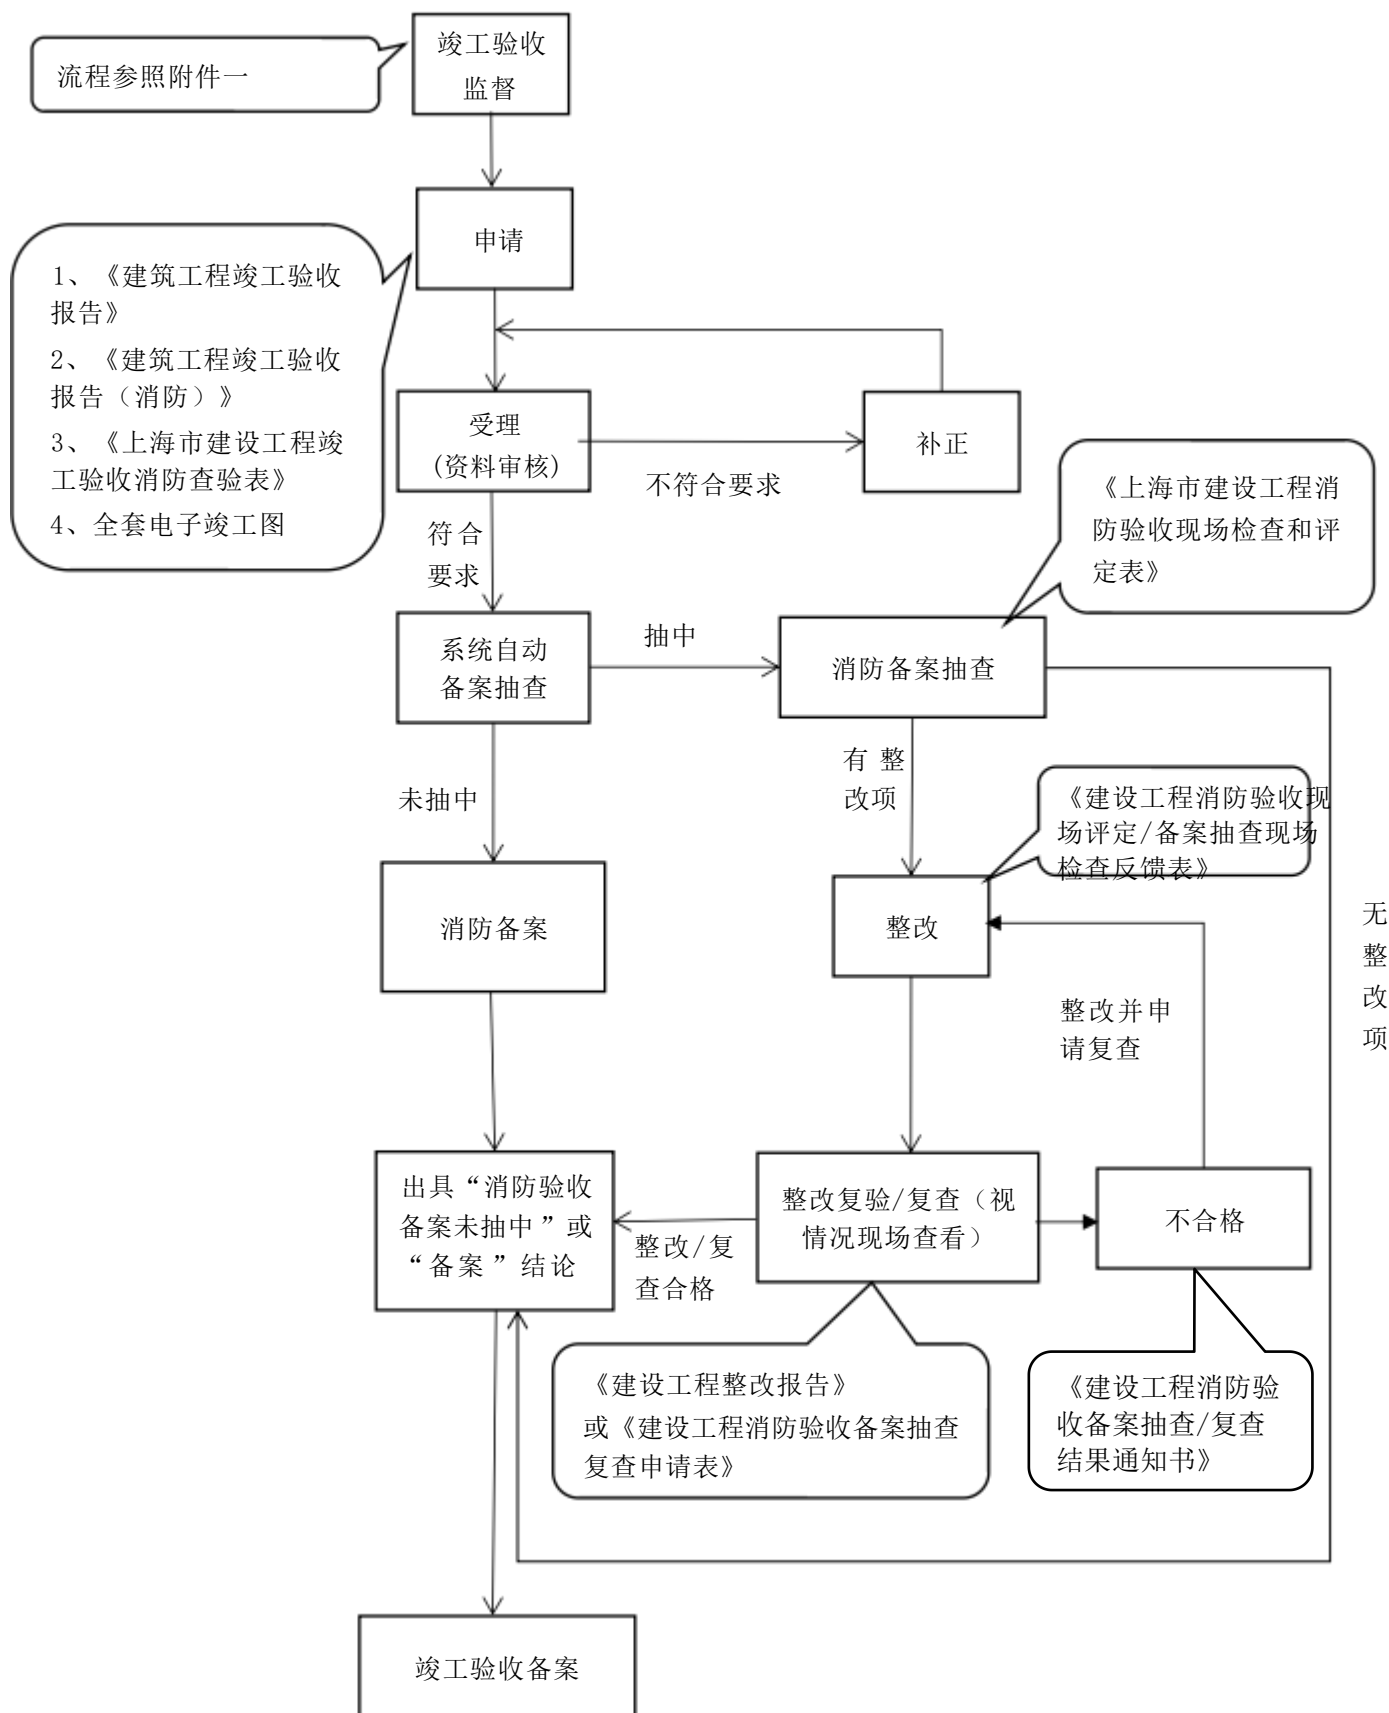 竣工验收
监督
流程参照附件一
申请
1、《建筑工程竣工验收
报告》
2、《建筑工程竣工验收
报告（消防）》
3、《上海市建设工程竣
工验收消防查验表》
4、全套电子竣工图
受理
(资料审核)
不符合要求
补正
《上海市建设工程消
防验收现场检查和评
定表》
符合
要求
系统自动
备案抽查
抽中
消防备案抽查
有整
改项
未抽中
《建设工程消防验收现
场评定/备案抽查现场
检查反馈表》
消防备案
整改
无
整
改
项
整改并申
请复查
出具“消防验收
备案未抽中”或
“备案”结论
整改/复
查合格
整改复验/复查（视
情况现场查看）
不合格
《建设工程整改报告》
或《建设工程消防验收备案抽查
复查申请表》
《建设工程消防验
收备案抽查/复查
结果通知书》
竣工验收备案